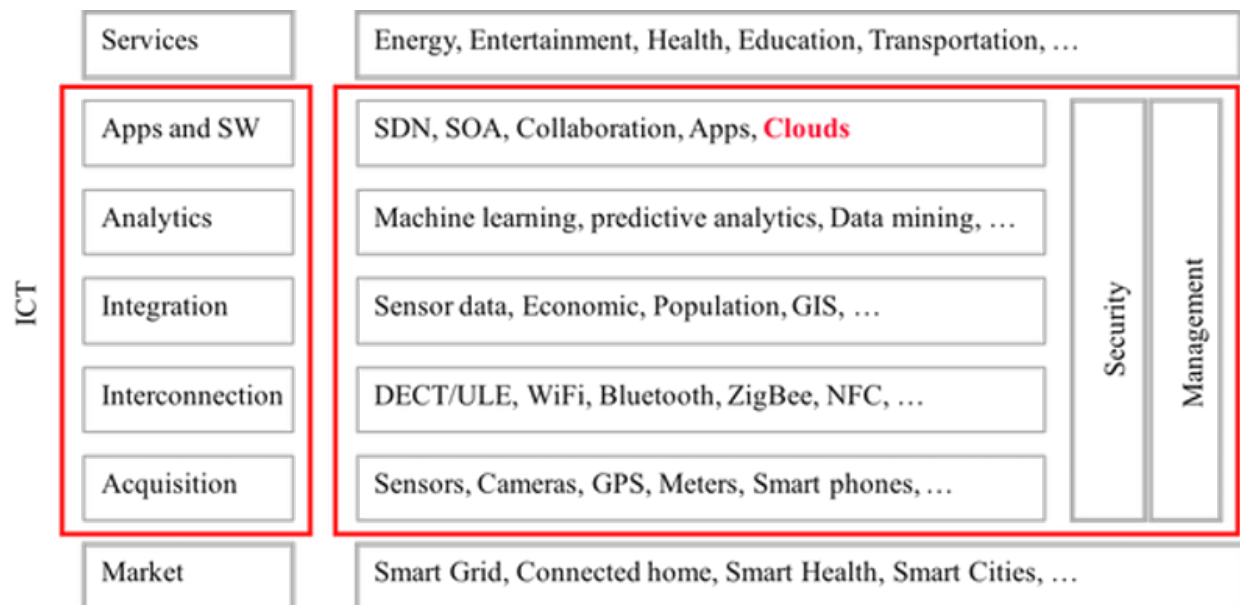 Services
Energy, Entertainment, Health, Education, Transportation, …
Apps and SW
SDN, SOA, Collaboration, Apps, Clouds
Analytics
Machine learning, predictive analytics, Data mining, …
Integration
Sensor data, Economic, Population, GIS, …
Interconnection
DECT/ULE, WiFi, Bluetooth, ZigBee, NFC, …
Acquisition
Sensors, Cameras, GPS, Meters, Smart phones, …
Market
Smart Grid, Connected home, Smart Health, Smart Cities, …
ICT
Security
Management